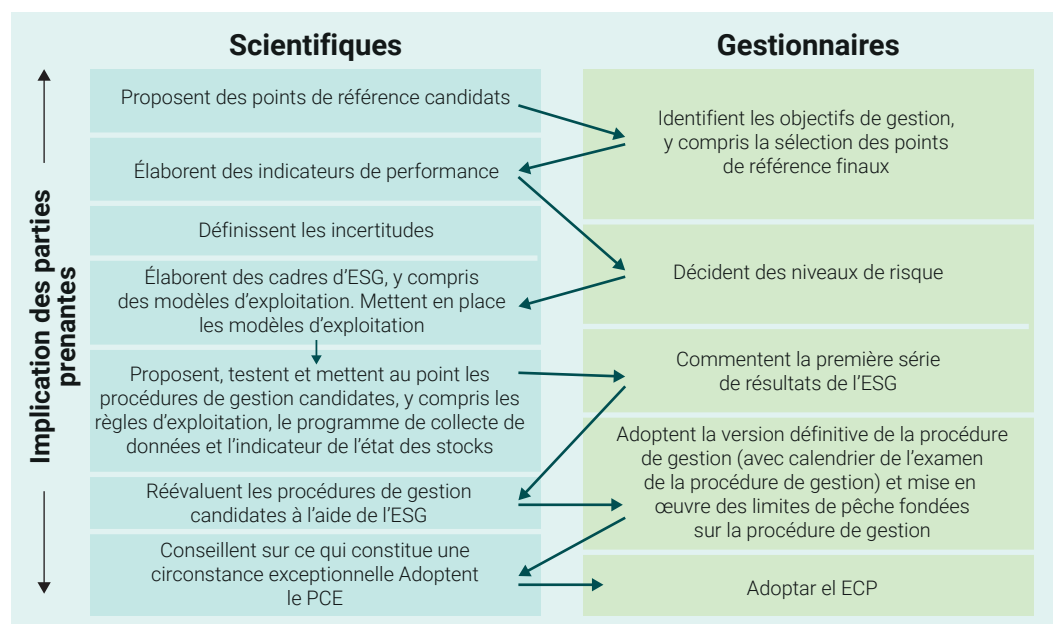 Scientifiques
Gestionnaires
Implication des parties
prenantes
Proposent des points de référence candidats
Élaborent des indicateurs de performance
Définissent les incertitudes
Élaborent des cadres d’ESG, y compris
des modèles d’exploitation. Mettent en place
les modèles d’exploitation
Proposent, testent et mettent au point les
procédures de gestion candidates, y compris les
règles d’exploitation, le programme de collecte de
données et l’indicateur de l’état des stocks
Réévaluent les procédures de gestion
candidates à l’aide de l’ESG
Conseillent sur ce qui constitue une
circonstance exceptionnelle Adoptent
le PCE
Identifient les objectifs de gestion,
y compris la sélection des points
de référence finaux
Décident des niveaux de risque
Commentent la première série
de résultats de l’ESG
Adoptent la version définitive de la procédure
de gestion (avec calendrier de l’examen
de la procédure de gestion) et mise en
œuvre des limites de pêche fondées
sur la procédure de gestion
Adoptar el ECP